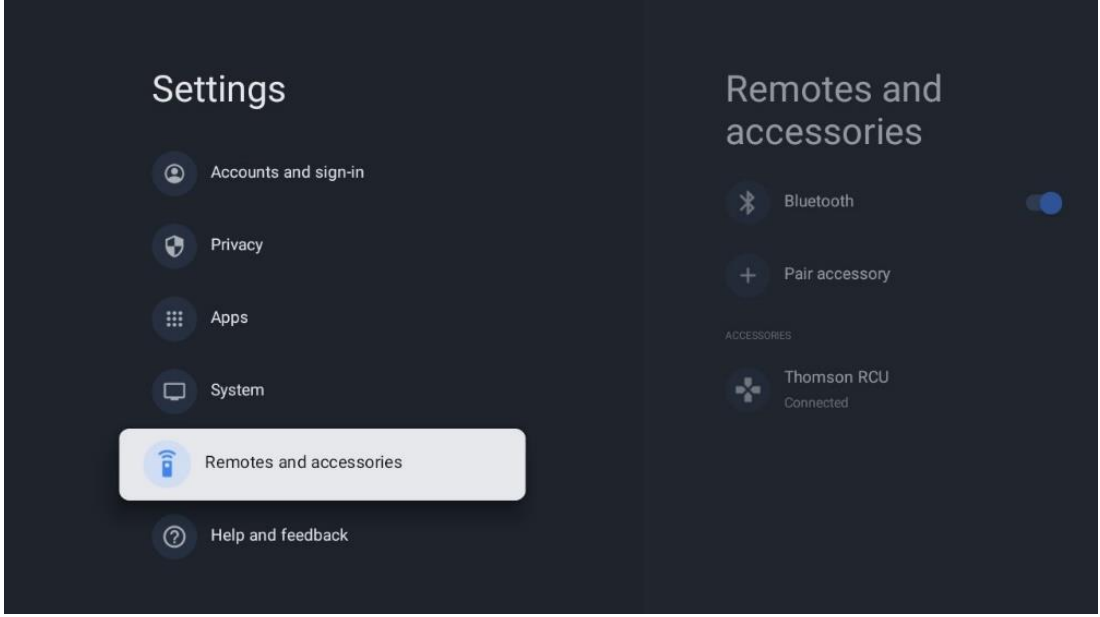 Settings
Accounts and sign-in
Privacy
Apps
System
Remotes and accessories
Help and feedback
Remotes and
accessories
Bluetooth
Pair accessory
ACCESSORIES
Thomson RCU
Connected